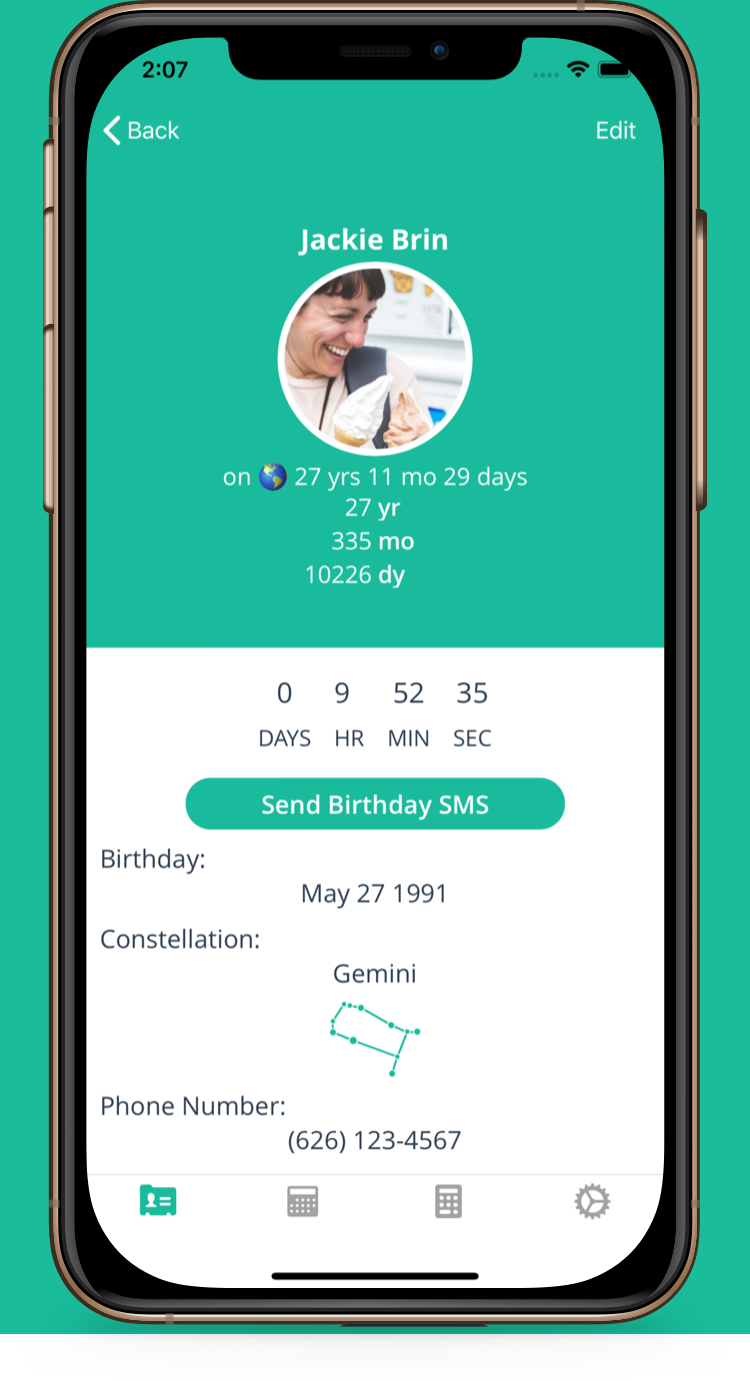 2:07
Back Edit
Jackie Brin
on 🌎 27 yrs 11 mo 29 days
27 yr
335 mo
10226 dy
0 9 52 35
DAYS HR MIN SEC
Send Birthday SMS
Birthday:
May 27 1991
Constellation:
Gemini
Phone Number:
(626) 123-4567